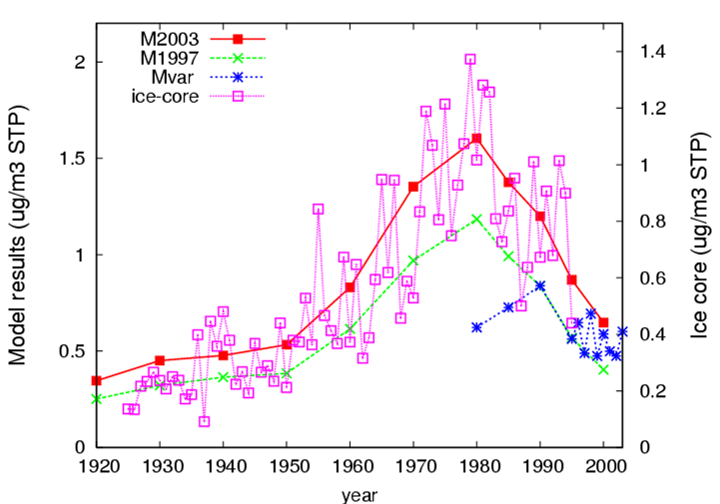 M2003
M1997
Mvar
ice-core
Model results (ug/m3 STP)
2
1.5
1
0.5
0
Ice core (ug/m3 STP)
1.4
1.2
1
0.8
0.6
0.4
0.2
0
1920 1930 1940 1950 1960 1970 1980 1990 2000
year